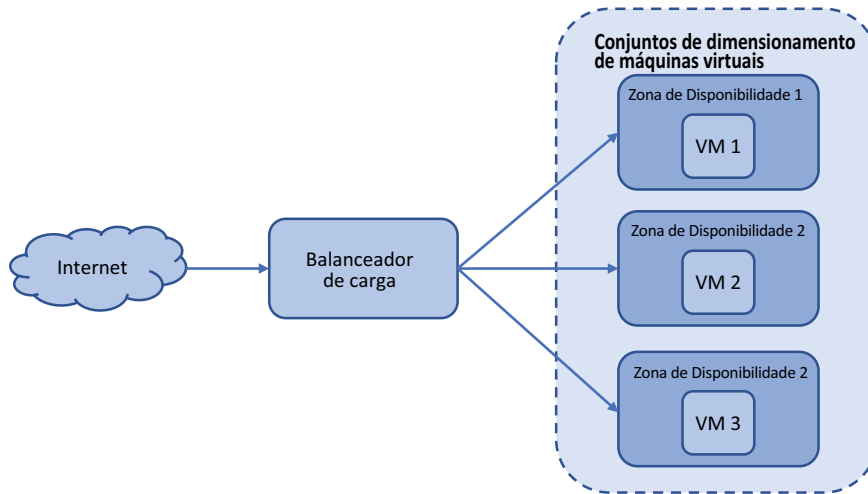 Conjuntos de dimensionamento
de máquinas virtuais
Zona de Disponibilidade 1
VM 1
Zona de Disponibilidade 2
VM 2
Zona de Disponibilidade 2
VM 3
Internet
Balanceador
de carga